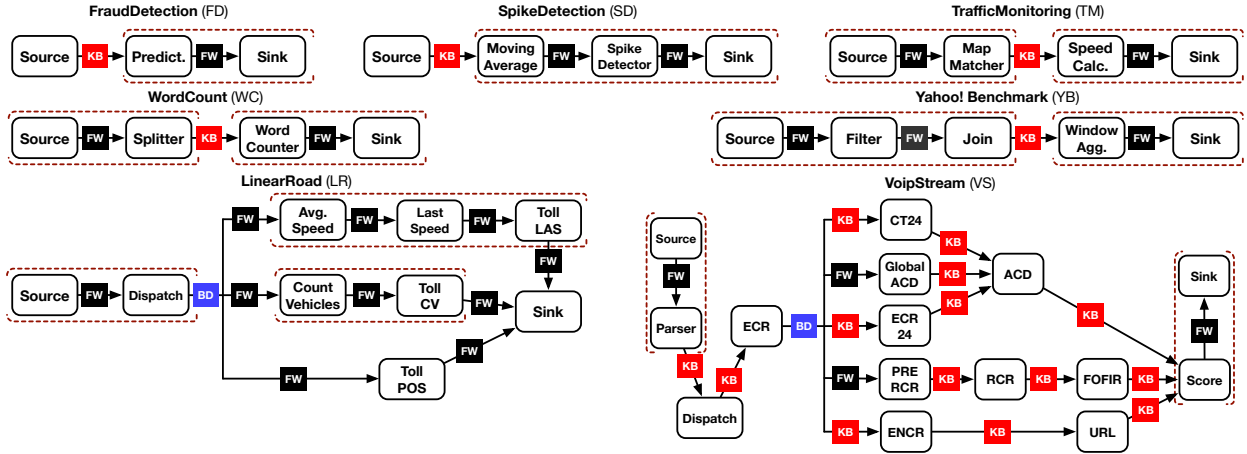 FraudDetection (FD)
Source KB Predict. FW Sink
SpikeDetection (SD)
Source KB Moving Average FW Spike Detector FW Sink
TrafficMonitoring (TM)
Source FW Map Matcher KB Speed Calc. FW Sink
WordCount (WC)
Source FW Splitter KB Word Counter FW Sink
Yahoo! Benchmark (YB)
Source FW Filter FW Join KB Window Agg. FW Sink
LinearRoad (LR)
FW Avg. Speed FW Last Speed FW Toll LAS
FW
Source FW Dispatch BD FW Count Vehicles FW Toll CV FW Sink
FW Toll POS FW
VoipStream (VS)
Source
FW
Parser
KB
Dispatch
KB
ECR
BD
KB CT24 KB
FW Global ACD KB ACD
KB ECR 24 KB
KB
FW PRE RCR KB RCR KB FOFIR KB Score
KB ENCR KB URL KB
FW
Sink